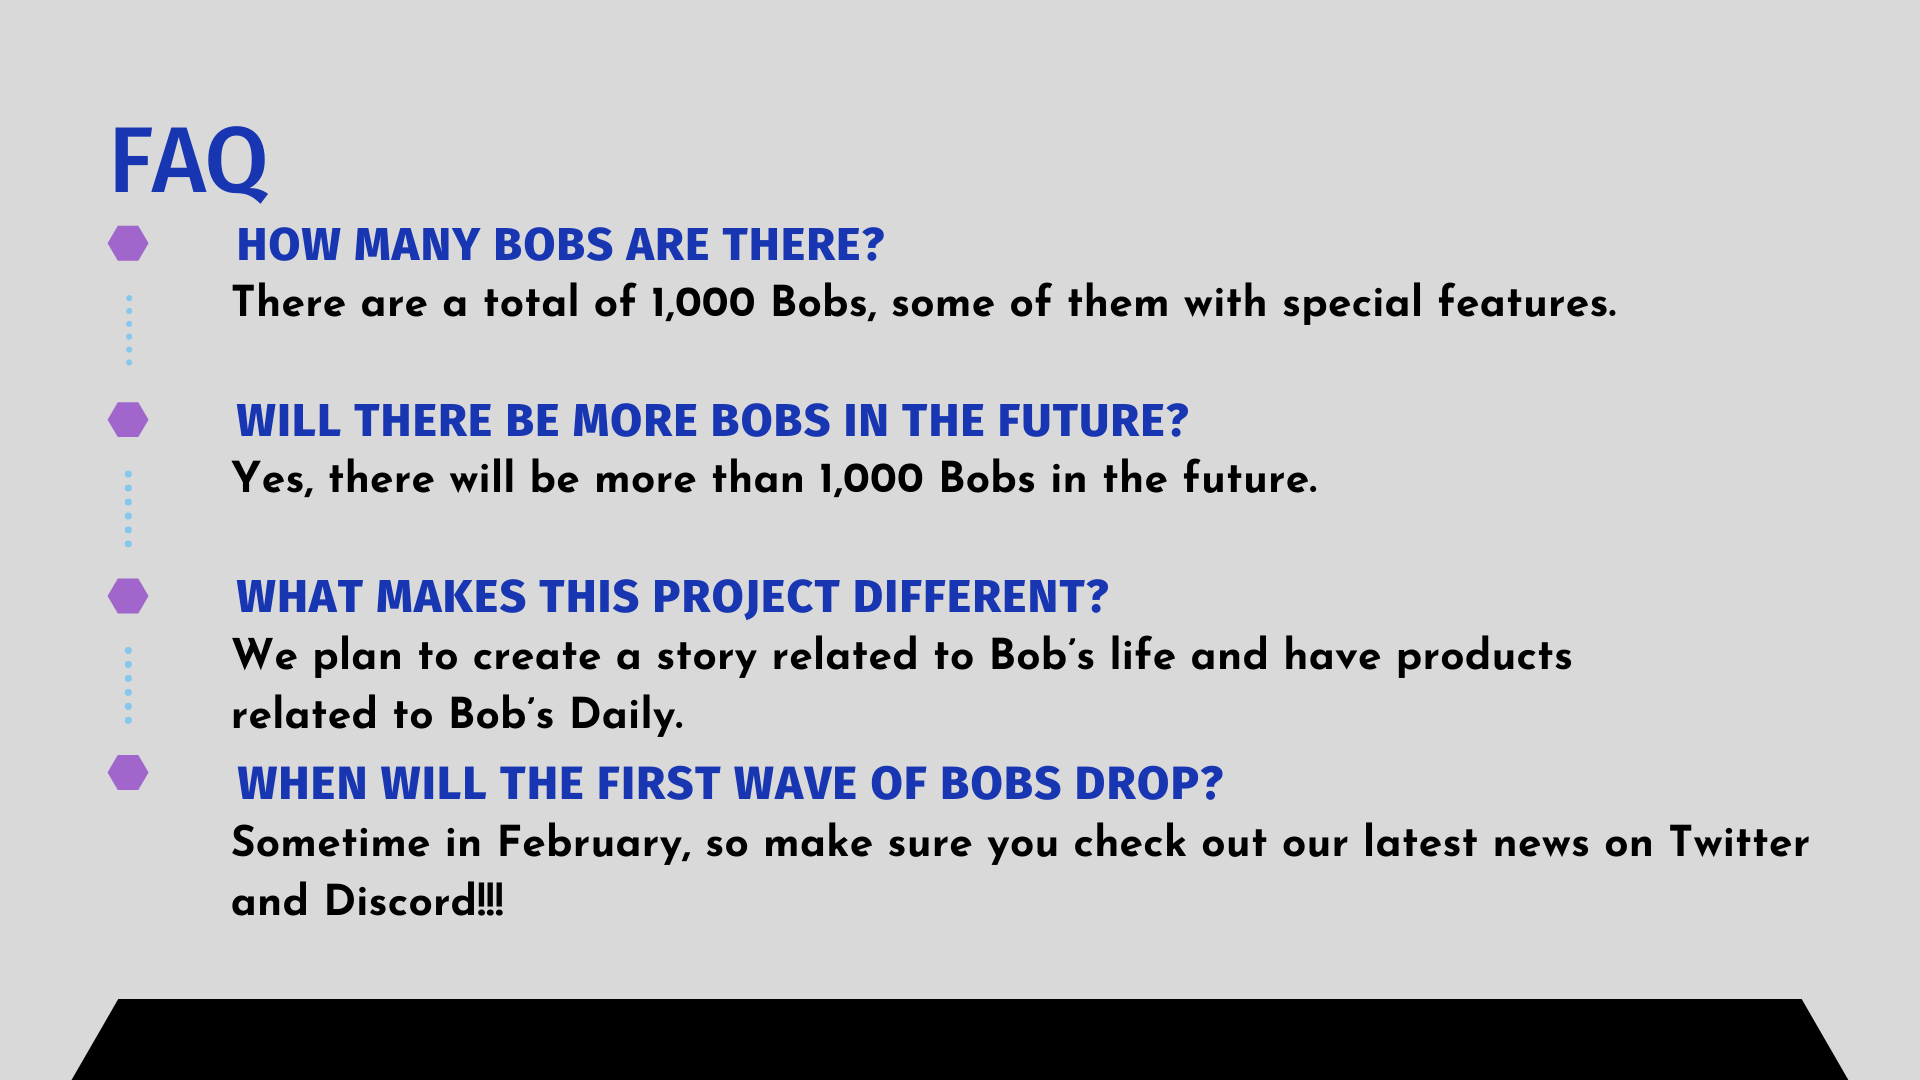 FAQ
HOW MANY BOBS ARE THERE?
There are a total of 1,000 Bobs, some of them with special features.
WILL THERE BE MORE BOBS IN THE FUTURE?
Yes, there will be more than 1,000 Bobs in the future.
WHAT MAKES THIS PROJECT DIFFERENT?
We plan to create a story related to Bob's life and have products
related to Bob's Daily.
WHEN WILL THE FIRST WAVE OF BOBS DROP?
Sometime in February, so make sure you check out our latest news on Twitter
and Discord!!!